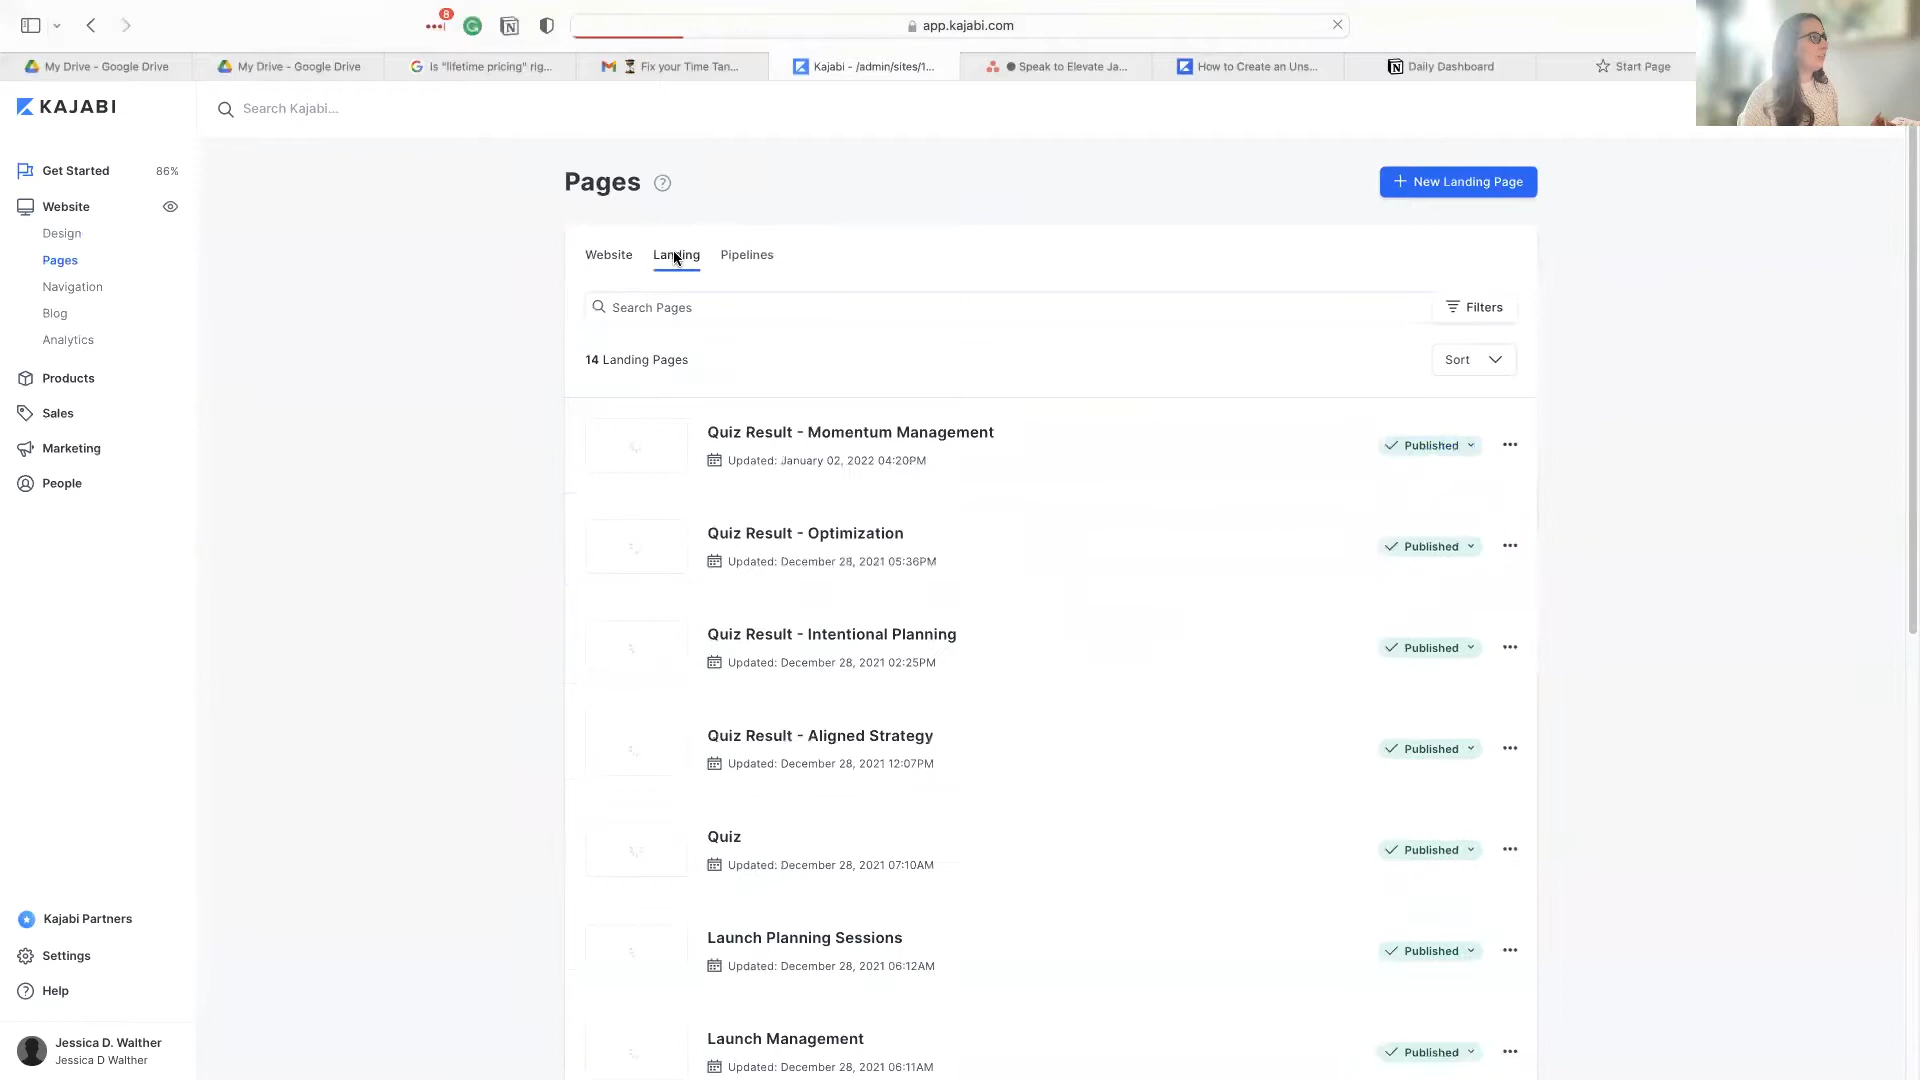 8
app.kajabi.com
My Drive - Google Drive
My Drive - Google Drive
Is "lifetime pricing" rig...
Fix your Time Tan...
Kajabi - /admin/sites/1...
Speak to Elevate Ja...
How to Create an Uns...
Daily Dashboard
Start Page
KAJABI
Search Kajabi...
Get Started 86%
Website
Design
Pages
Navigation
Blog
Analytics
Products
Sales
Marketing
People
Kajabi Partners
Settings
Help
Jessica D. Walther
Jessica D Walther
Pages
+ New Landing Page
Website
Landing
Pipelines
Search Pages
Filters
14 Landing Pages
Sort
Quiz Result - Momentum Management
Updated: January 02, 2022 04:20PM
Published
Quiz Result - Optimization
Updated: December 28, 2021 05:36PM
Published
Quiz Result - Intentional Planning
Updated: December 28, 2021 02:25PM
Published
Quiz Result - Aligned Strategy
Updated: December 28, 2021 12:07PM
Published
Quiz
Updated: December 28, 2021 07:10AM
Published
Launch Planning Sessions
Updated: December 28, 2021 06:12AM
Published
Launch Management
Updated: December 28, 2021 06:11AM
Published